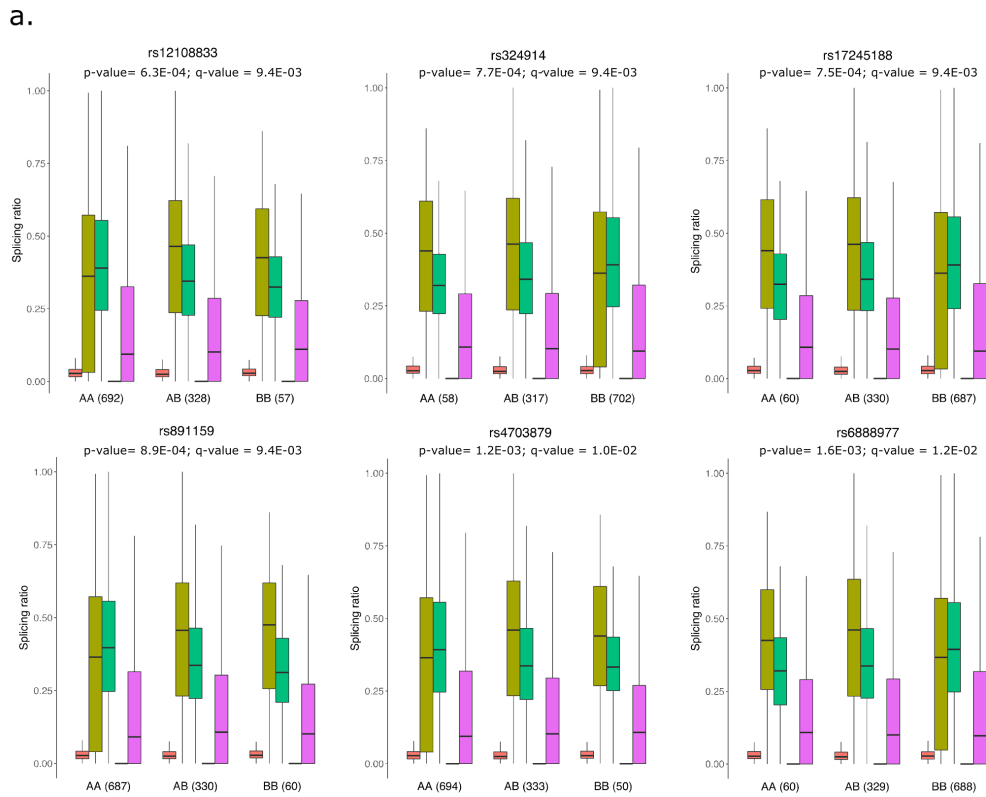 a.
rs12108833
p-value= 6.3E-04; q-value = 9.4E-03
1.00
0.75
0.50
0.25
0.00
Splicing ratio
AA (692) AB (328) BB (57)
rs324914
p-value= 7.7E-04; q-value = 9.4E-03
1.00
0.75
0.50
0.25
0.00
Splicing ratio
AA (58) AB (317) BB (702)
rs17245188
p-value= 7.5E-04; q-value = 9.4E-03
1.00
0.75
0.50
0.25
0.00
Splicing ratio
AA (60) AB (330) BB (687)
rs891159
p-value= 8.9E-04; q-value = 9.4E-03
1.00
0.75
0.50
0.25
0.00
Splicing ratio
AA (687) AB (330) BB (60)
rs4703879
p-value= 1.2E-03; q-value = 1.0E-02
1.00
0.75
0.50
0.25
0.00
Splicing ratio
AA (694) AB (333) BB (50)
rs6888977
p-value= 1.6E-03; q-value = 1.2E-02
1.00
0.75
0.50
0.25
0.00
Splicing ratio
AA (60) AB (329) BB (688)